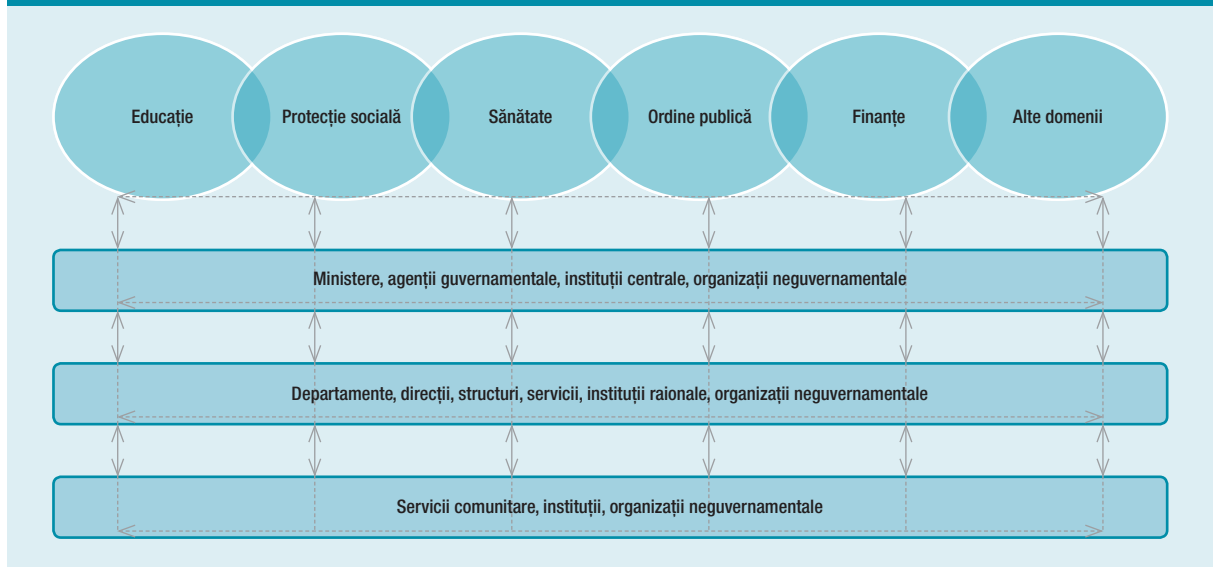 Educație
Protecție socială
Sănătate
Ordine publică
Finanțe
Alte domenii
Ministere, agenții guvernamentale, instituții centrale, organizații neguvernamentale
Departamente, direcții, structuri, servicii, instituții raionale, organizații neguvernamentale
Servicii comunitare, instituții, organizații neguvernamentale